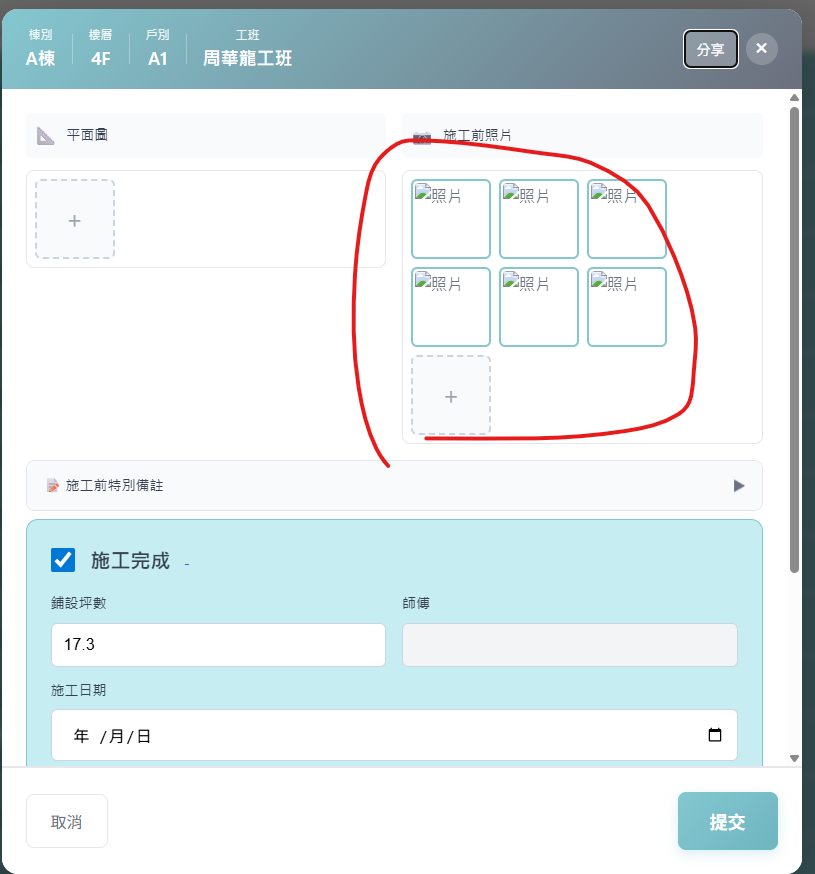 棟別 樓層 戶別 工班
A棟 4F A1 周華龍工班
分享 ✕
平面圖
施工前照片
+
照片 照片 照片
照片 照片 照片
+
施工前特別備註
施工完成 -
鋪設坪數 師傅
17.3
施工日期
年 /月/日
取消 提交